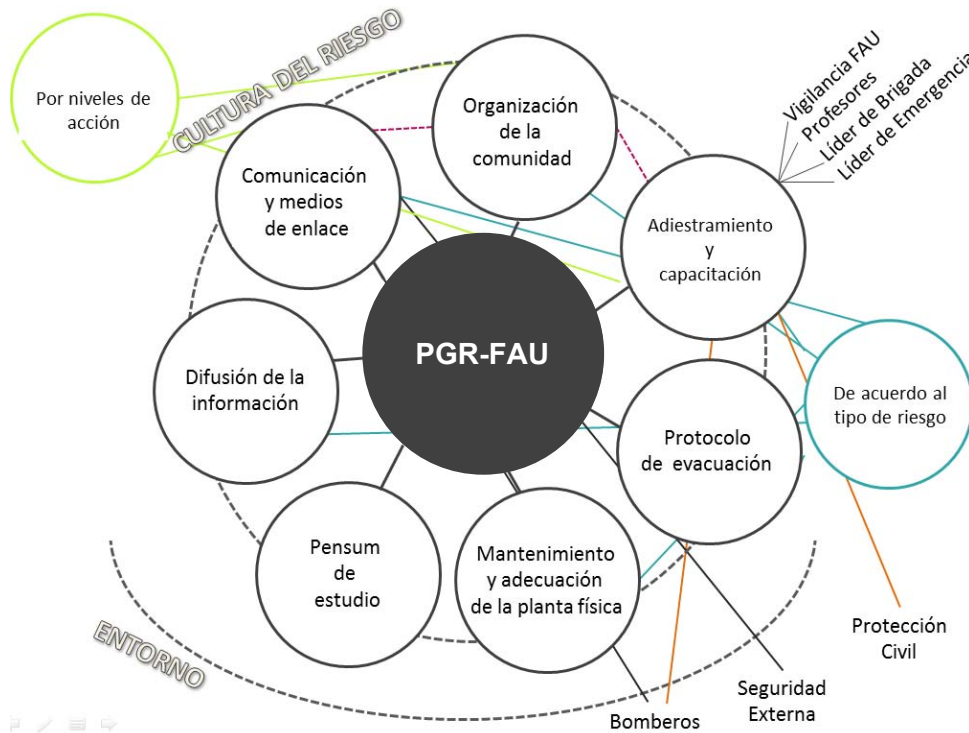 Por niveles de
acción
CULTURA DEL RIESGO
Organización
de la
comunidad
Vigilancia FAU
Profesores
Líder de Brigada
Líder de Emergencia
Comunicación
y medios
de enlace
Adiestramiento
y
capacitación
PGR-FAU
Difusión de la
información
De acuerdo al
tipo de riesgo
Protocolo
de evacuación
Pensum
de
estudio
Mantenimiento
y adecuación
de la planta física
ENTORNO
Protección
Civil
Seguridad
Externa
Bomberos